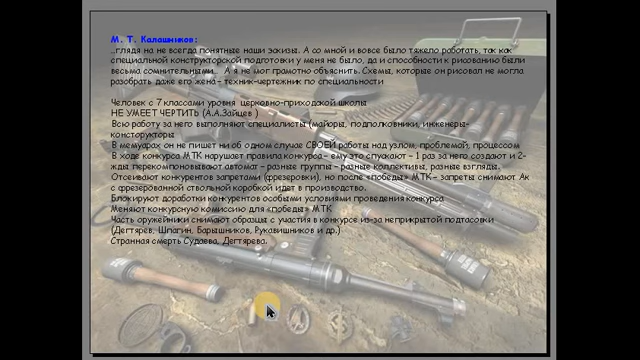 М. Т. Калашников:
…глядя на не всегда понятные наши эскизы. А со мной и вовсе было тяжело работать, так как
специальной конструкторской подготовки у меня не было, да и способности к рисованию были
весьма сомнительными… А я не мог грамотно объяснить. Схемы, которые он рисовал не могла
разобрать даже его жена – техник-чертежник по специальности
Человек с 7 классами уровня церковно-приходской школы
НЕ УМЕЕТ ЧЕРТИТЬ (А.А.Зайцев )
Всю работу за него выполняют специалисты (майоры, подполковники, инженеры-
конструкторы
В мемуарах он не пишет ни об одном случае СВОЕЙ работы над узлом, проблемой, процессом
В ходе конкурса МТК нарушает правила конкурса – ему это спускают – 1 раз за него создают и 2-
жды перекомпоновывают автомат – разные группы – разные коллективы, разные взгляды.
Отсеивают конкурентов запретами (фрезеровки), но после «победы» МТК – запреты снимают. Ак
с фрезерованной ствольной коробкой идет в производство.
Блокируют доработки конкурентов особыми условиями проведения конкурса
Меняют конкурсную комиссию для «победы» МТК
Часть оружейники снимают образцы с участия в конкурсе из-за неприкрытой подтасовки
(Дегтярев, Шпагин, Барышников, Рукавишников и др.)
Странная смерть Судаева, Дегтярева.